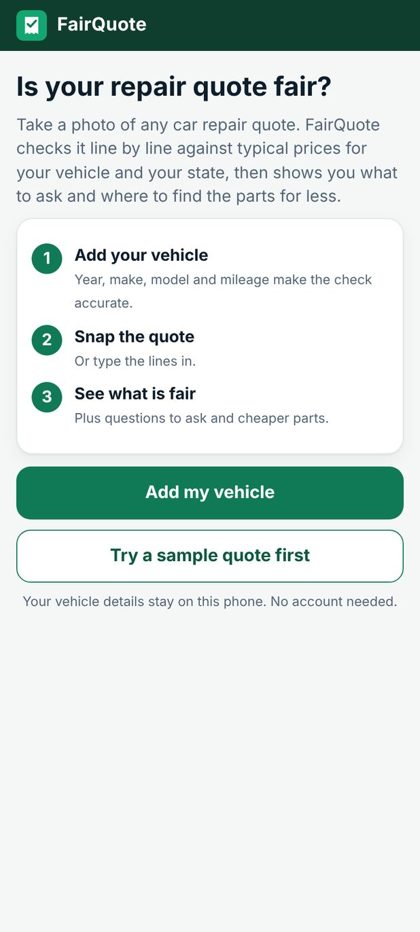 FairQuote
Is your repair quote fair?
Take a photo of any car repair quote. FairQuote
checks it line by line against typical prices for
your vehicle and your state, then shows you what
to ask and where to find the parts for less.
1 Add your vehicle
Year, make, model and mileage make the check
accurate.
2 Snap the quote
Or type the lines in.
3 See what is fair
Plus questions to ask and cheaper parts.
Add my vehicle
Try a sample quote first
Your vehicle details stay on this phone. No account needed.